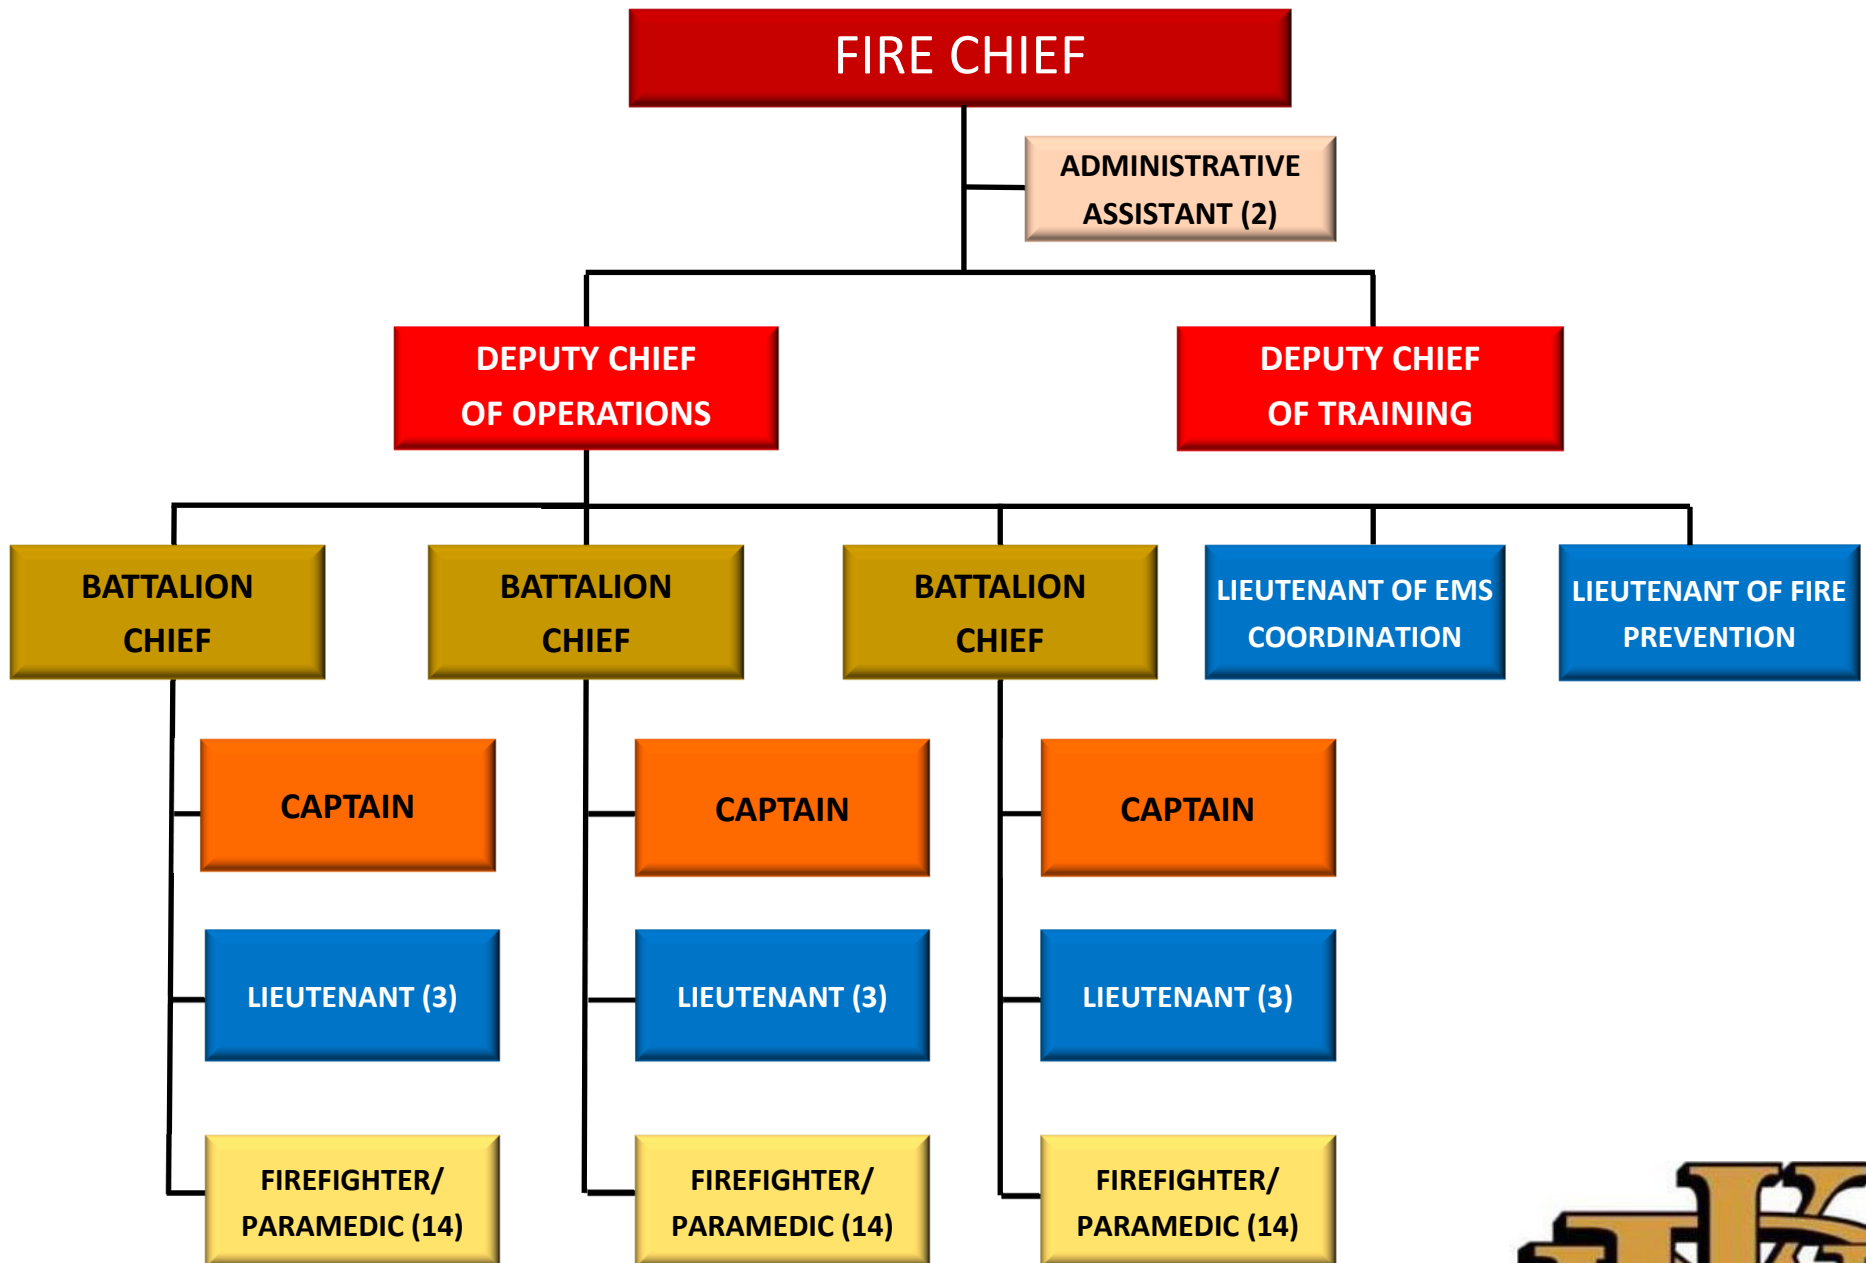 FIRE CHIEF
ADMINISTRATIVE
ASSISTANT (2)
DEPUTY CHIEF
OF OPERATIONS
DEPUTY CHIEF
OF TRAINING
BATTALION
CHIEF
BATTALION
CHIEF
BATTALION
CHIEF
LIEUTENANT OF EMS
COORDINATION
LIEUTENANT OF FIRE
PREVENTION
CAPTAIN
CAPTAIN
CAPTAIN
LIEUTENANT (3)
LIEUTENANT (3)
LIEUTENANT (3)
FIREFIGHTER/
PARAMEDIC (14)
FIREFIGHTER/
PARAMEDIC (14)
FIREFIGHTER/
PARAMEDIC (14)